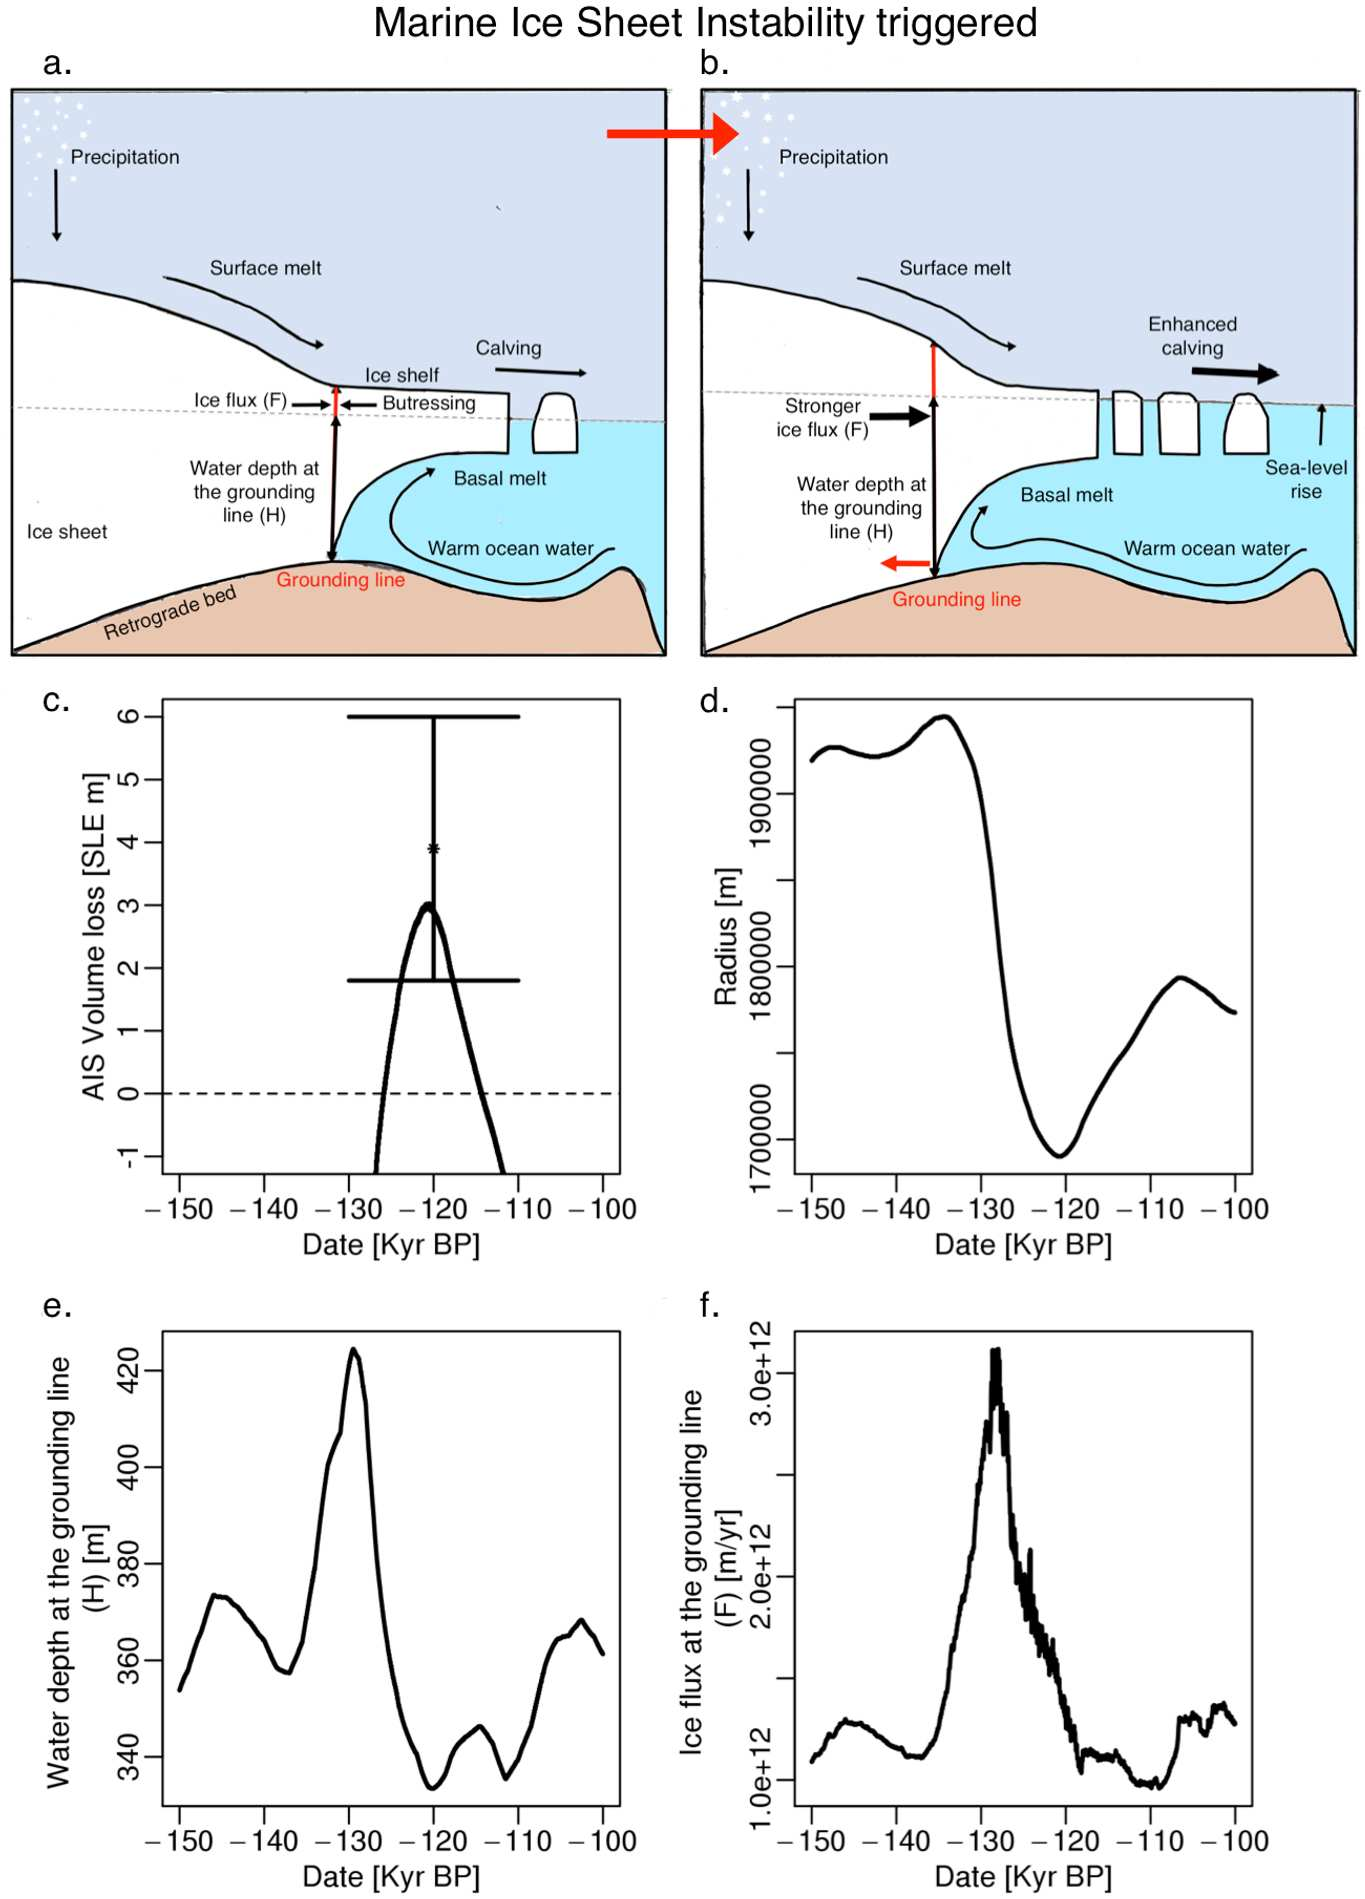 Marine Ice Sheet Instability triggered
a.
Precipitation
Surface melt
Calving
Ice shelf
Ice flux (F)
Butressing
Water depth at
the grounding
line (H)
Basal melt
Ice sheet
Warm ocean water
Grounding line
Retrograde bed
b.
Precipitation
Surface melt
Enhanced
calving
Stronger
ice flux (F)
Sea-level
rise
Water depth at
the grounding
line (H)
Basal melt
Warm ocean water
Grounding line
c.
AIS Volume loss [SLE m]
6
5
4
3
2
1
0
-1
−150 −140 −130 −120 −110 −100
Date [Kyr BP]
d.
Radius [m]
1900000
1800000
1700000
−150 −140 −130 −120 −110 −100
Date [Kyr BP]
e.
Water depth at the grounding line
(H) [m]
420
400
380
360
340
−150 −140 −130 −120 −110 −100
Date [Kyr BP]
f.
Ice flux at the grounding line
(F) [m/yr]
3.0e+12
2.0e+12
1.0e+12
−150 −140 −130 −120 −110 −100
Date [Kyr BP]